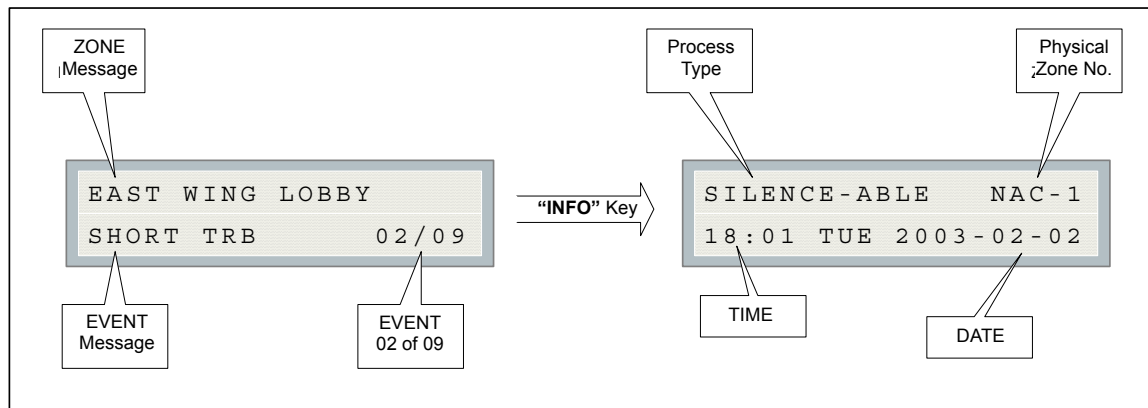 ZONE
Message
EAST WING LOBBY
SHORT TRB 02/09
EVENT
Message
EVENT
02 of 09
“INFO” Key
Process
Type
Physical
Zone No.
SILENCE-ABLE NAC-1
18:01 TUE 2003-02-02
TIME
DATE